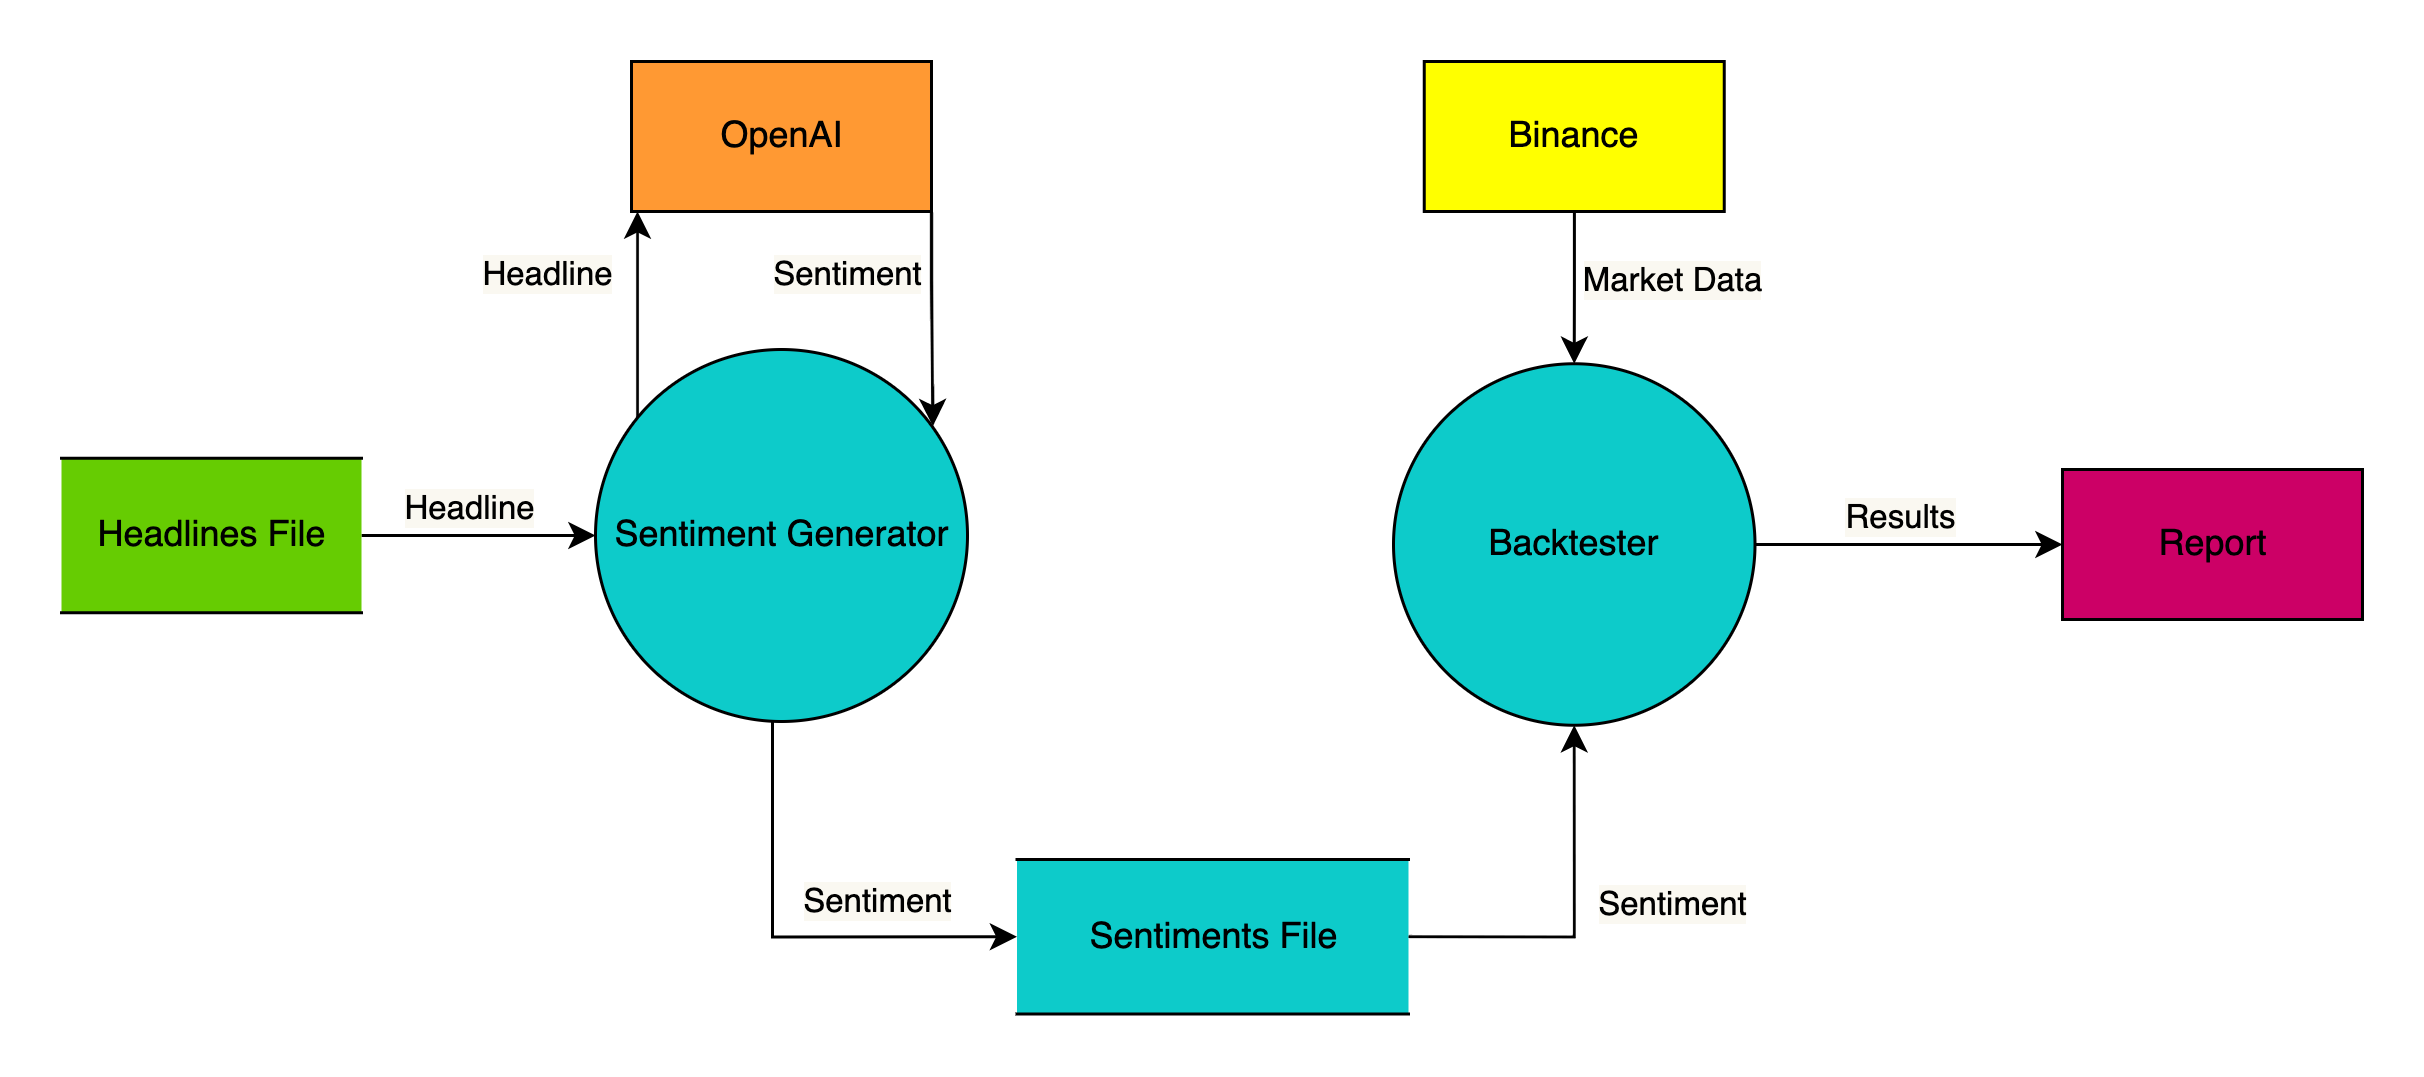 OpenAI
Binance
Headline
Sentiment
Market Data
Headlines File
Headline
Sentiment Generator
Backtester
Results
Report
Sentiment
Sentiments File
Sentiment